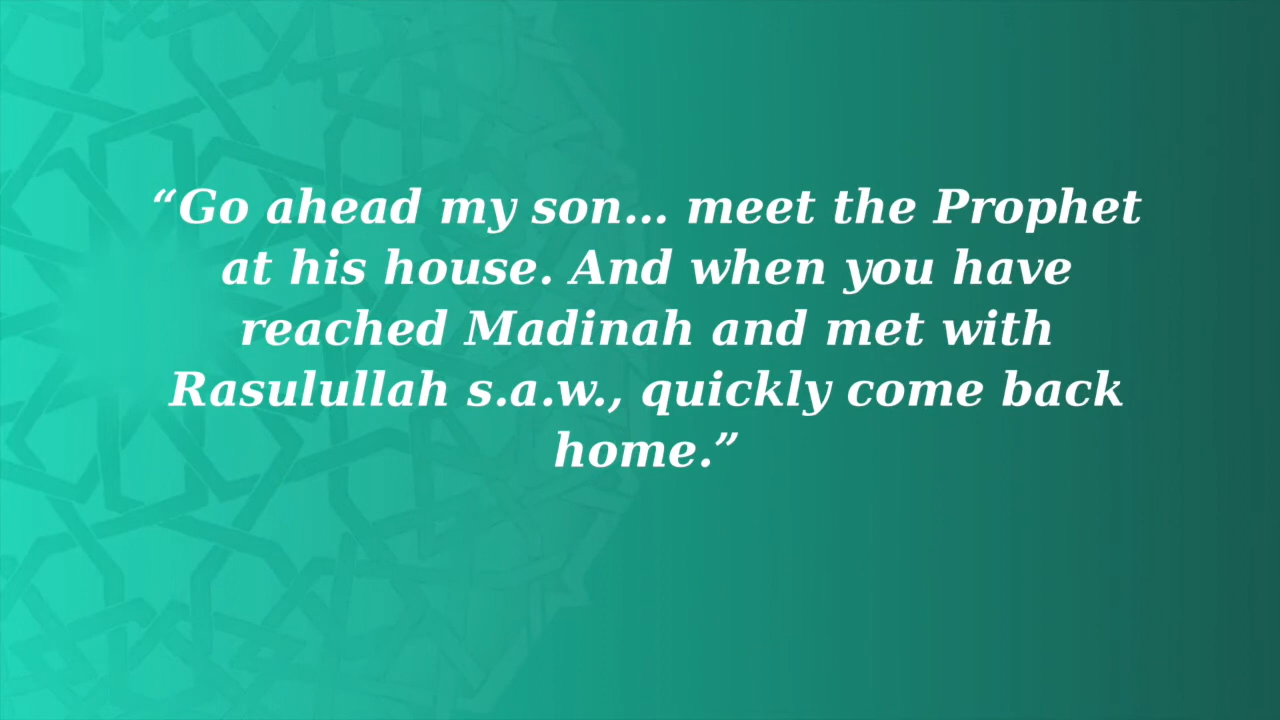 “Go ahead my son... meet the Prophet
at his house. And when you have
reached Madinah and met with
Rasulullah s.a.w., quickly come back
home.”